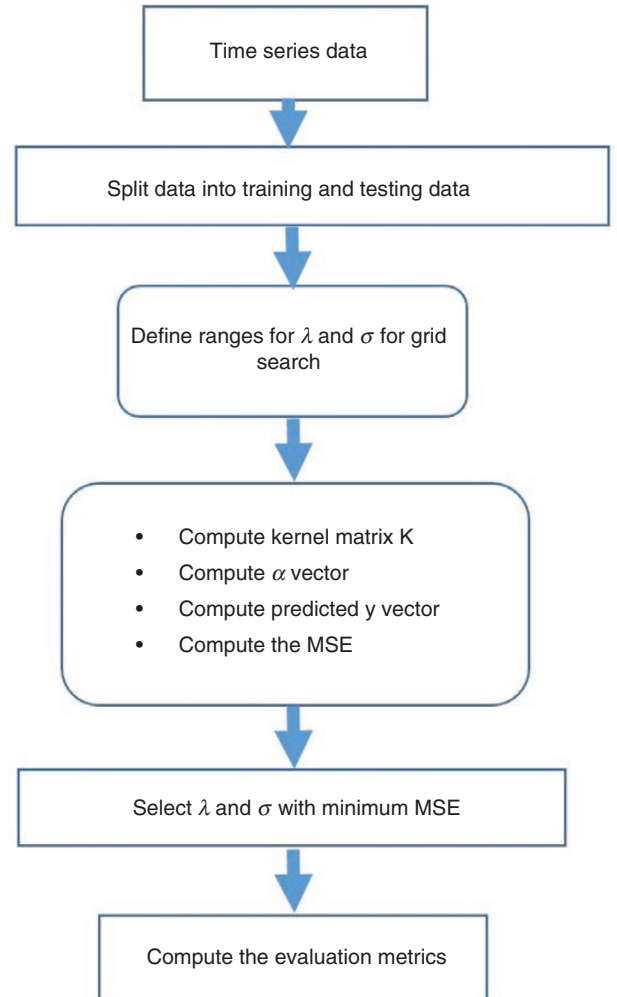 Time series data
Split data into training and testing data
Define ranges for λ and σ for grid
search
• Compute kernel matrix K
• Compute α vector
• Compute predicted y vector
• Compute the MSE
Select λ and σ with minimum MSE
Compute the evaluation metrics